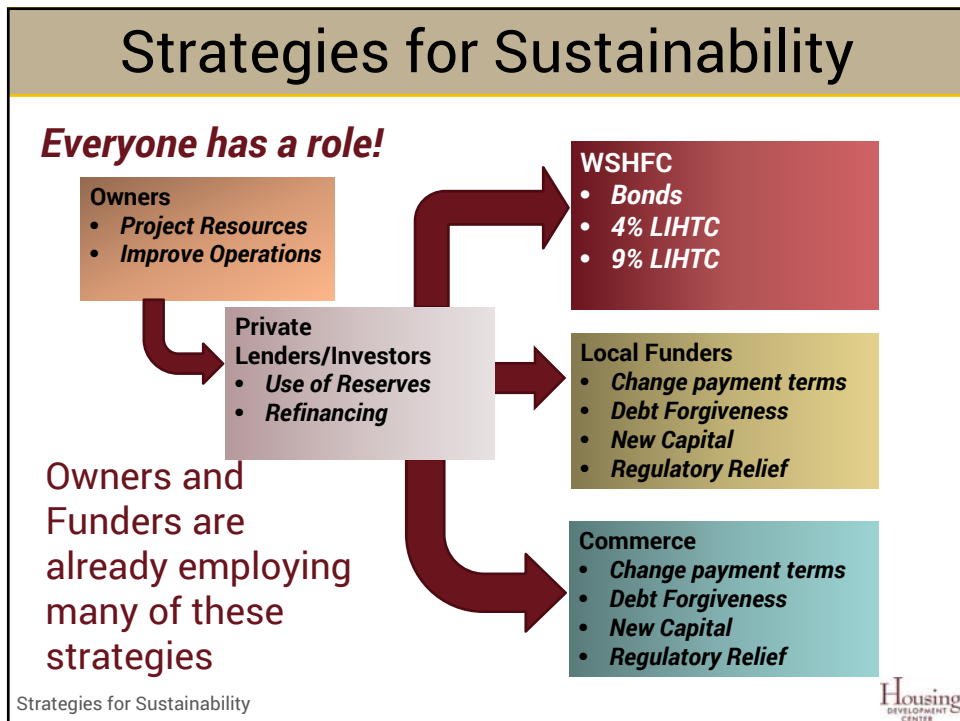 Strategies for Sustainability
Everyone has a role!
Owners
• Project Resources
• Improve Operations
Private
Lenders/Investors
• Use of Reserves
• Refinancing
WSHFC
• Bonds
• 4% LIHTC
• 9% LIHTC
Local Funders
• Change payment terms
• Debt Forgiveness
• New Capital
• Regulatory Relief
Commerce
• Change payment terms
• Debt Forgiveness
• New Capital
• Regulatory Relief
Owners and
Funders are
already employing
many of these
strategies
Strategies for Sustainability
Housing
DEVELOPMENT
CENTER